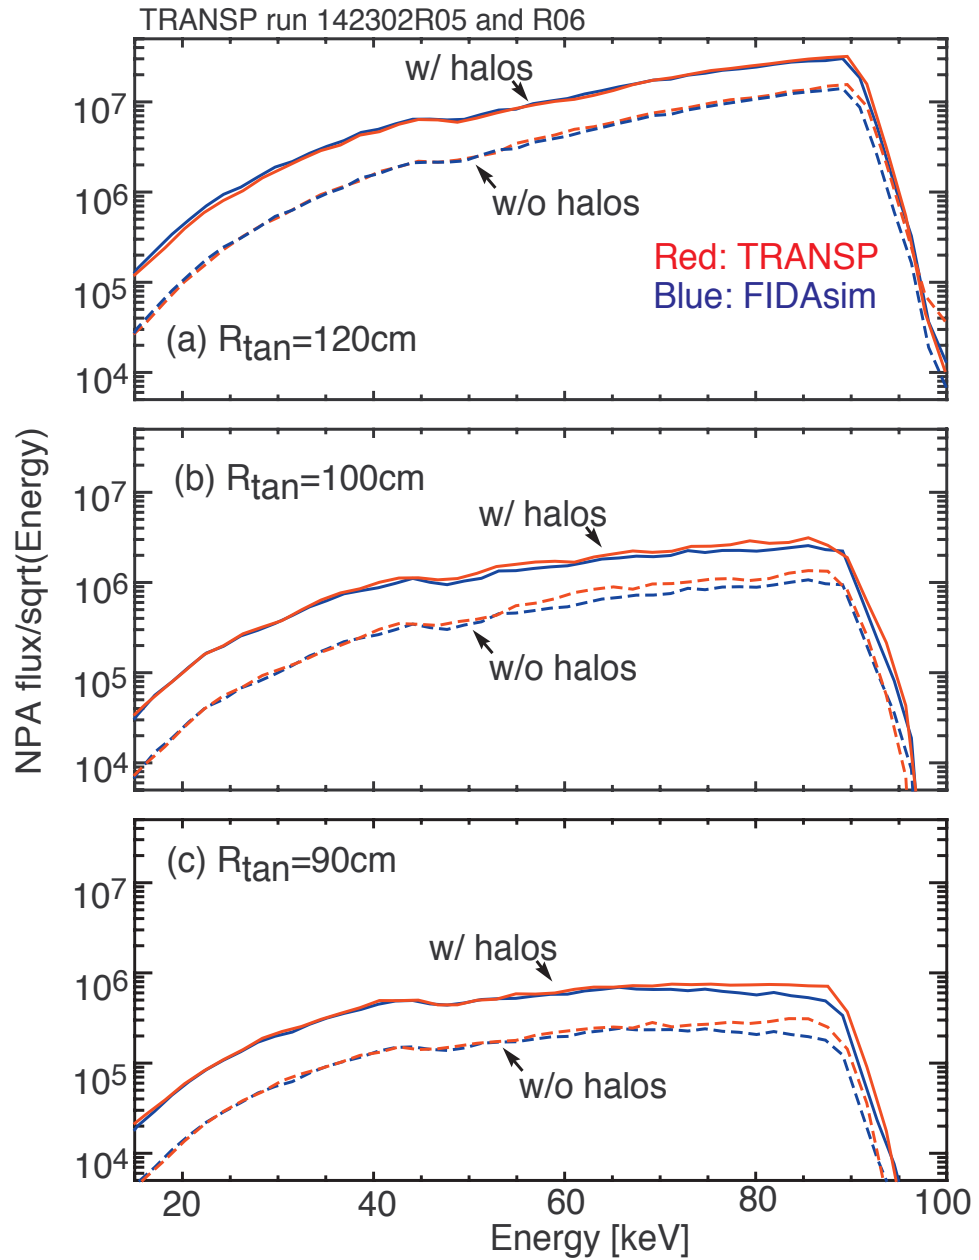 TRANSP run 142302R05 and R06
w/ halos
10^7
10^6
w/o halos
Red: TRANSP
Blue: FIDAsim
10^5
(a) R_tan=120cm
10^4
NPA flux/sqrt(Energy)
(b) R_tan=100cm
10^7
w/ halos
10^6
w/o halos
10^5
10^4
(c) R_tan=90cm
10^7
w/ halos
10^6
w/o halos
10^5
10^4
20 40 60 80 100
Energy [keV]